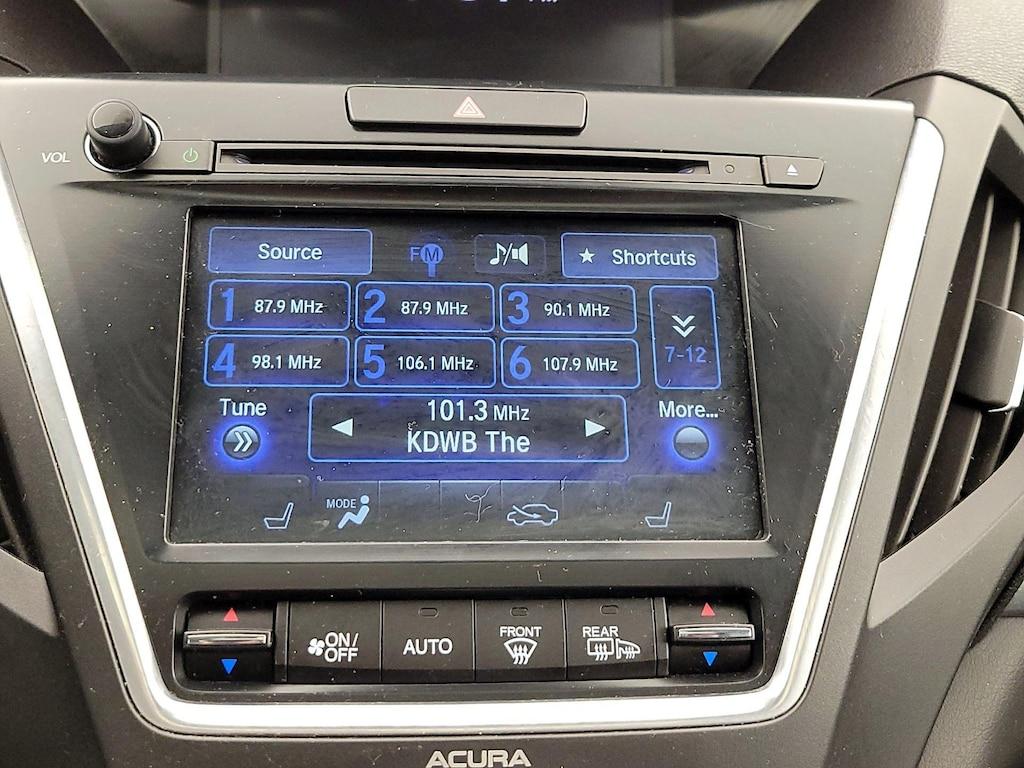 VOL
Source
FM
Shortcuts
1 87.9 MHz
2 87.9 MHz
3 90.1 MHz
4 98.1 MHz
5 106.1 MHz
6 107.9 MHz
7-12
Tune
101.3 MHz
KDWB The
More...
MODE
ON/
OFF
AUTO
FRONT
REAR
ACURA